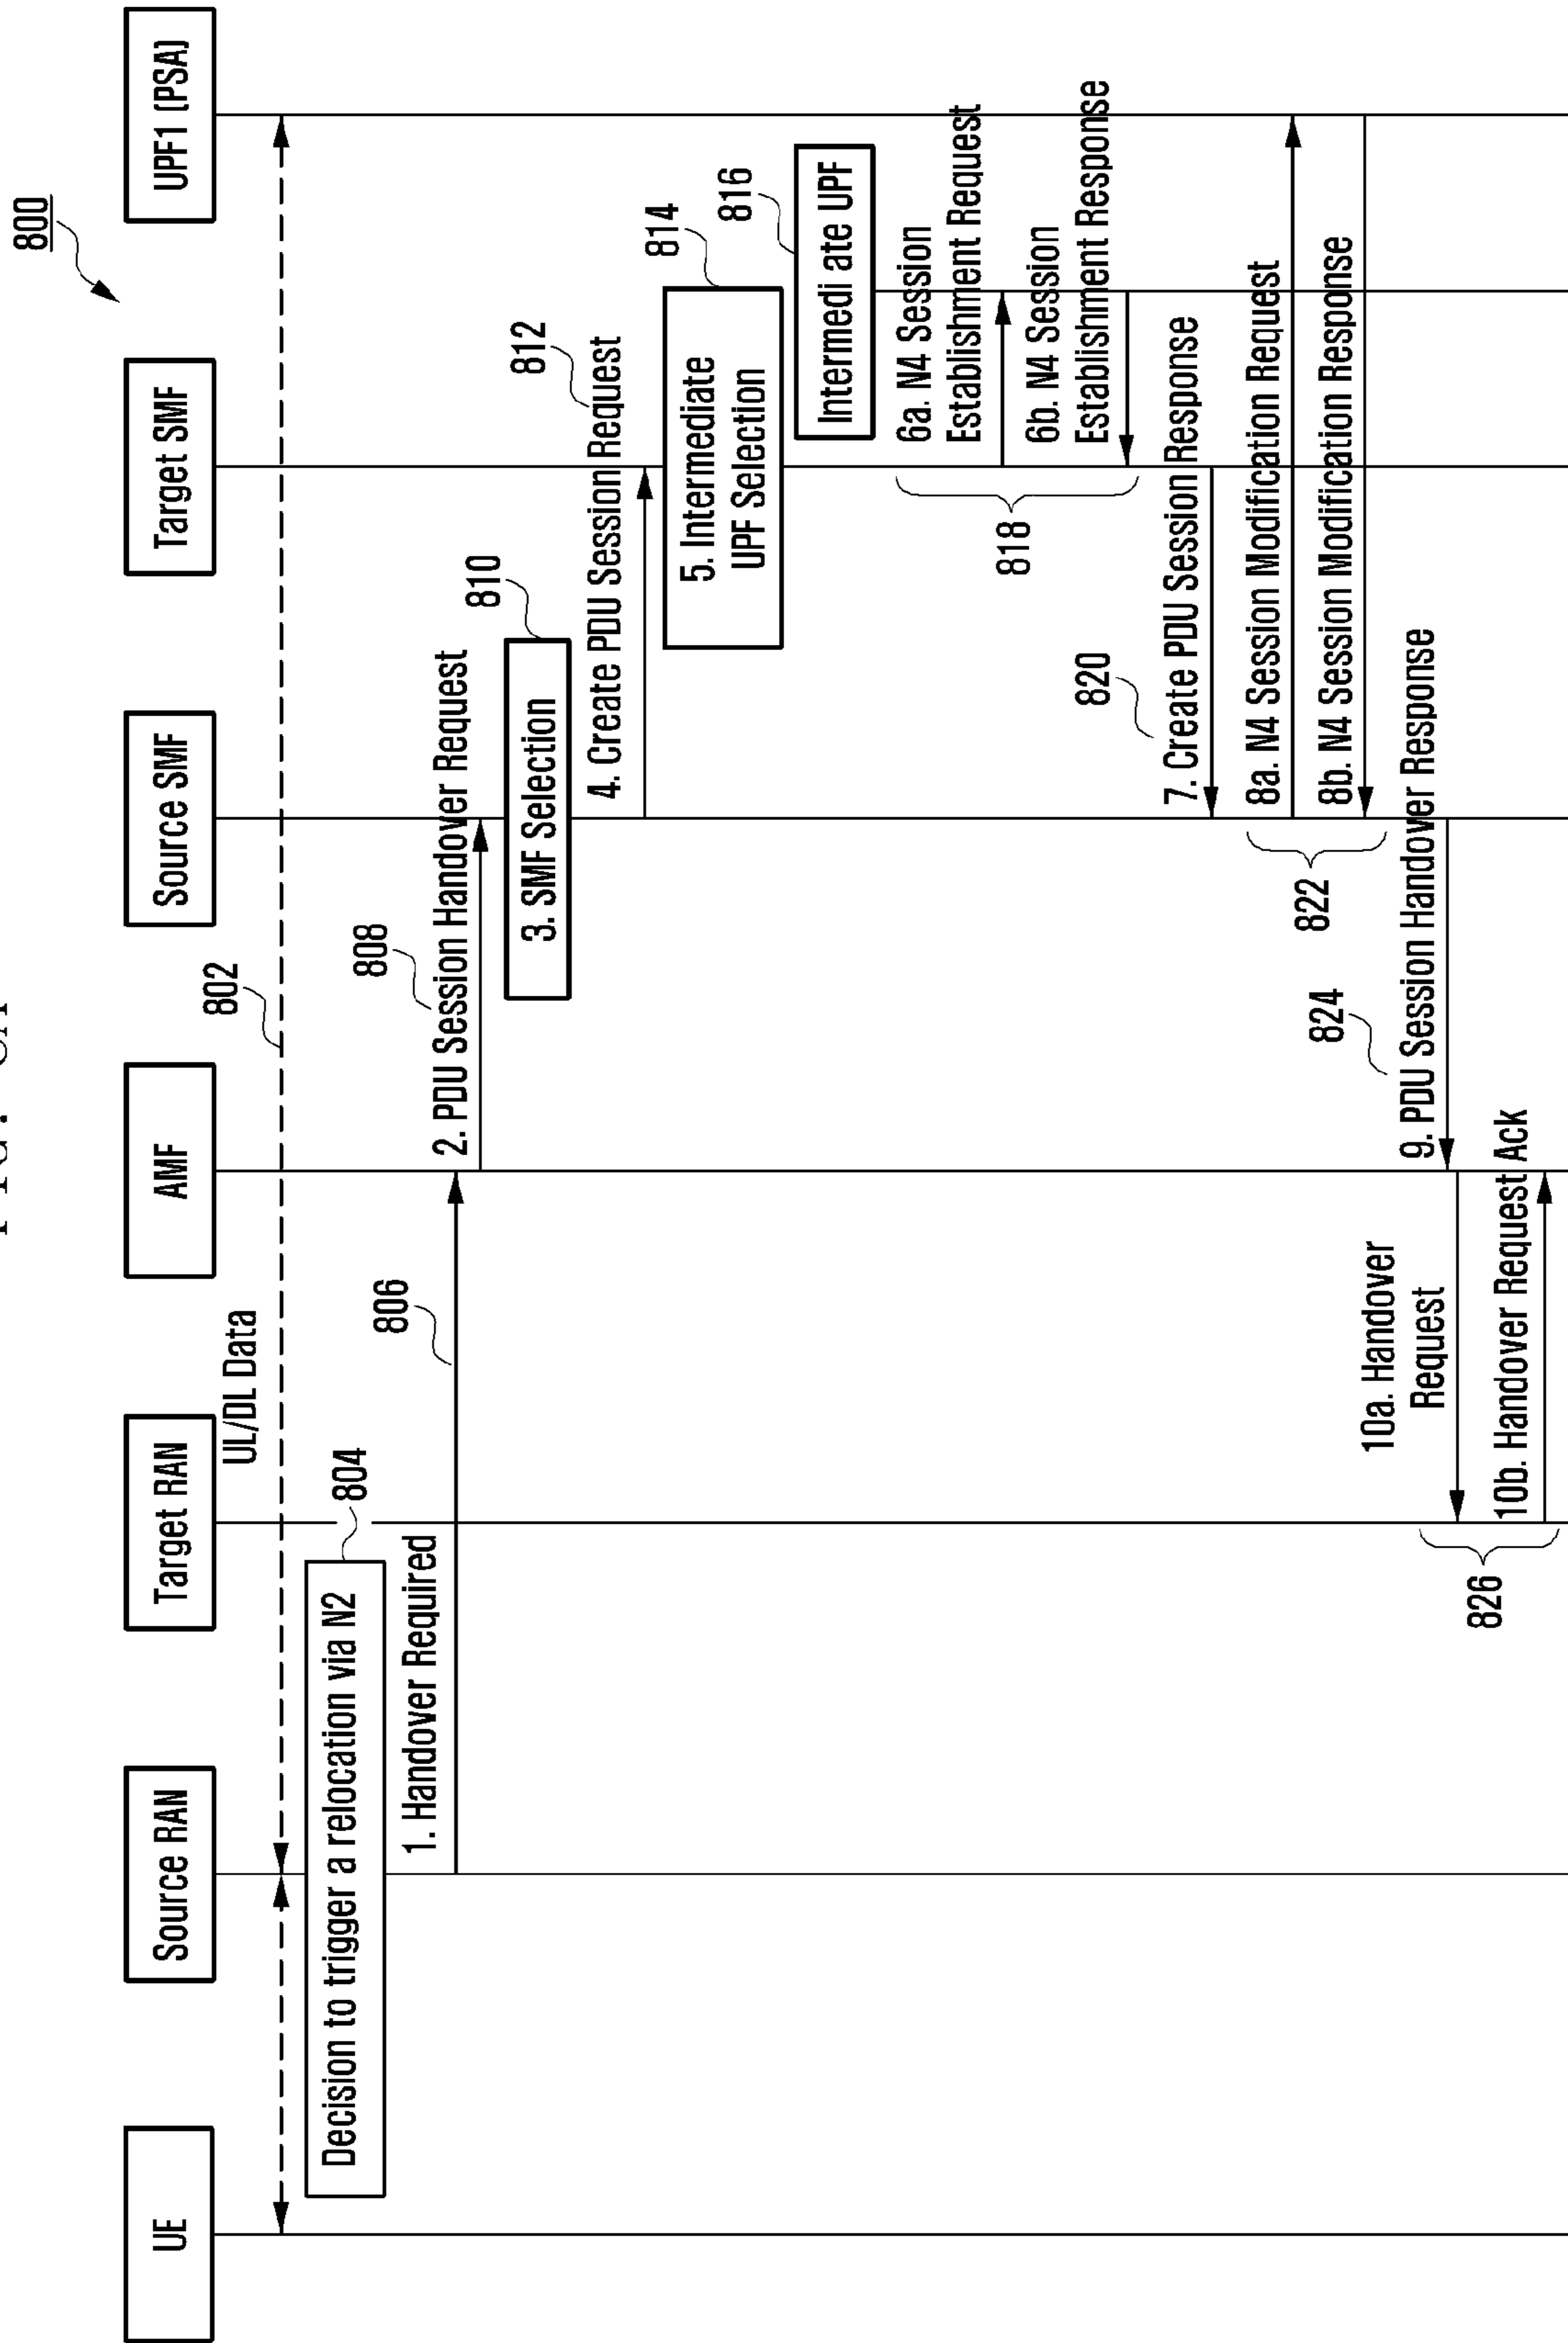 800
UE
Source RAN
Target RAN
AMF
Source SMF
Target SMF
UPF1 (PSA)
UL/DL Data
802
Decision to trigger a relocation via N2
804
1. Handover Required
806
2. PDU Session Handover Request
808
3. SMF Selection
810
4. Create PDU Session Request
812
5. Intermediate
UPF Selection
814
Intermedi ate UPF
816
6a. N4 Session
Establishment Request
6b. N4 Session
Establishment Response
818
7. Create PDU Session Response
820
8a. N4 Session Modification Request
8b. N4 Session Modification Response
822
9. PDU Session Handover Response
824
10a. Handover
Request
10b. Handover Request Ack
826